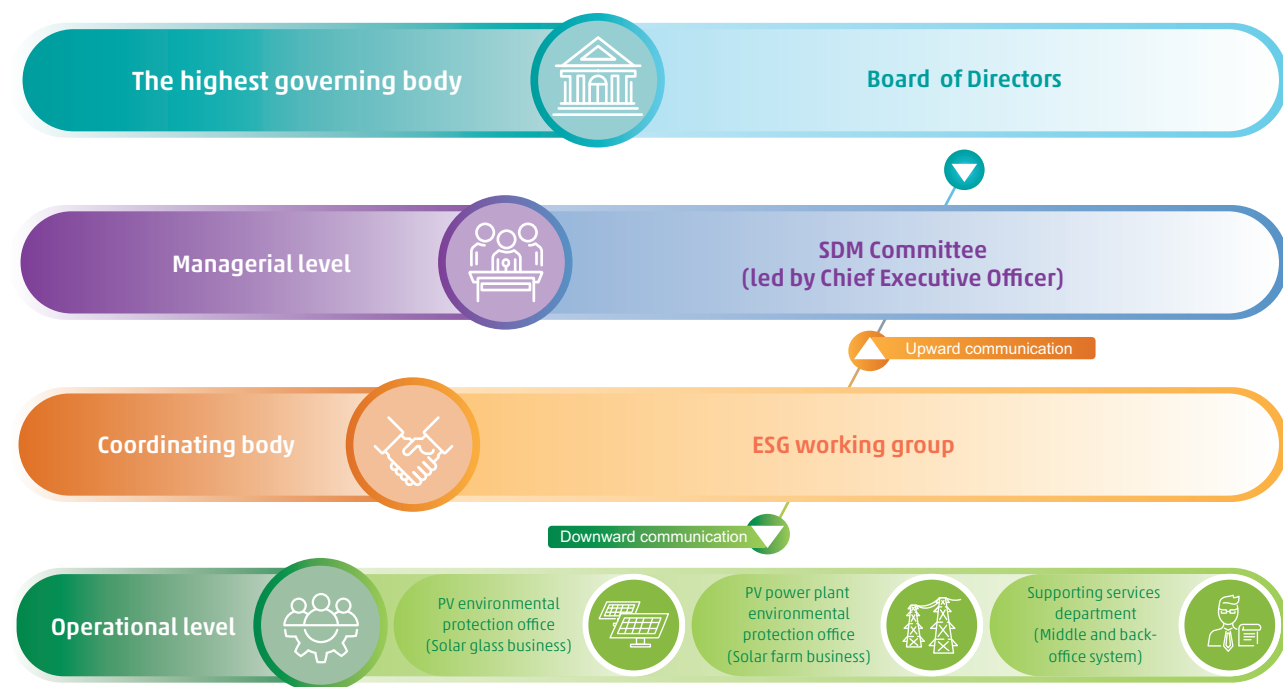 The highest governing body
Board of Directors
Managerial level
SDM Committee
(led by Chief Executive Officer)
Upward communication
Coordinating body
ESG working group
Downward communication
Operational level
PV environmental
protection office
(Solar glass business)
PV power plant
environmental
protection office
(Solar farm business)
Supporting services
department
(Middle and back-
office system)